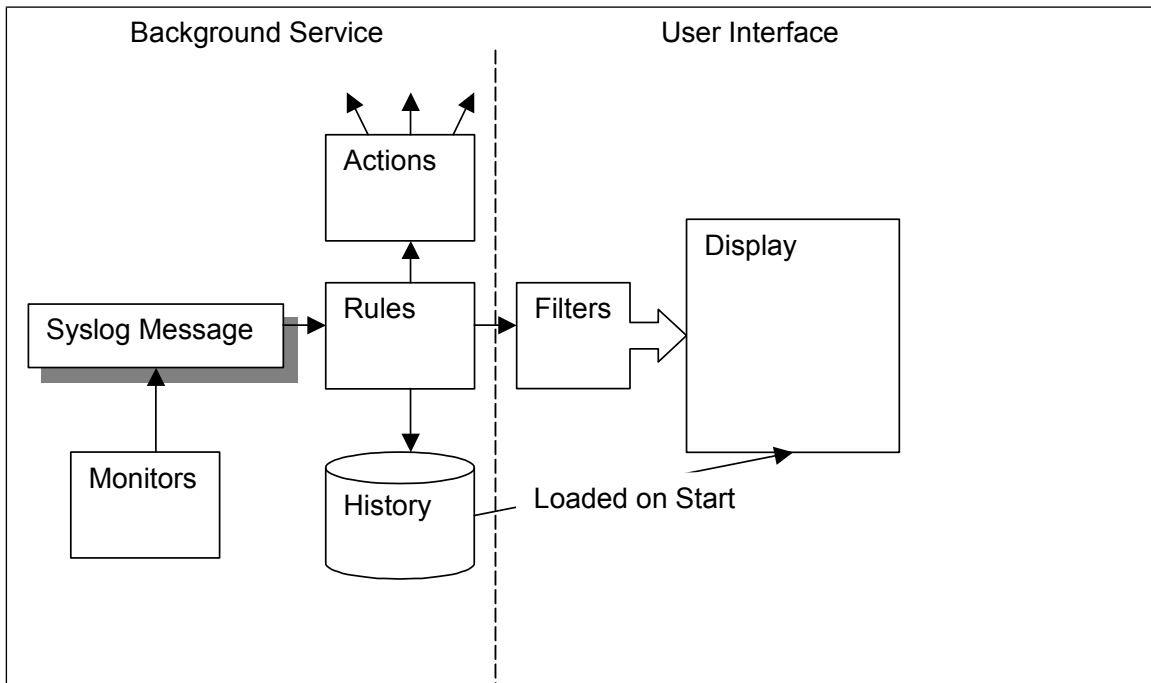 Background Service
User Interface
Actions
Display
Rules
Filters
Syslog Message
Monitors
History
Loaded on Start